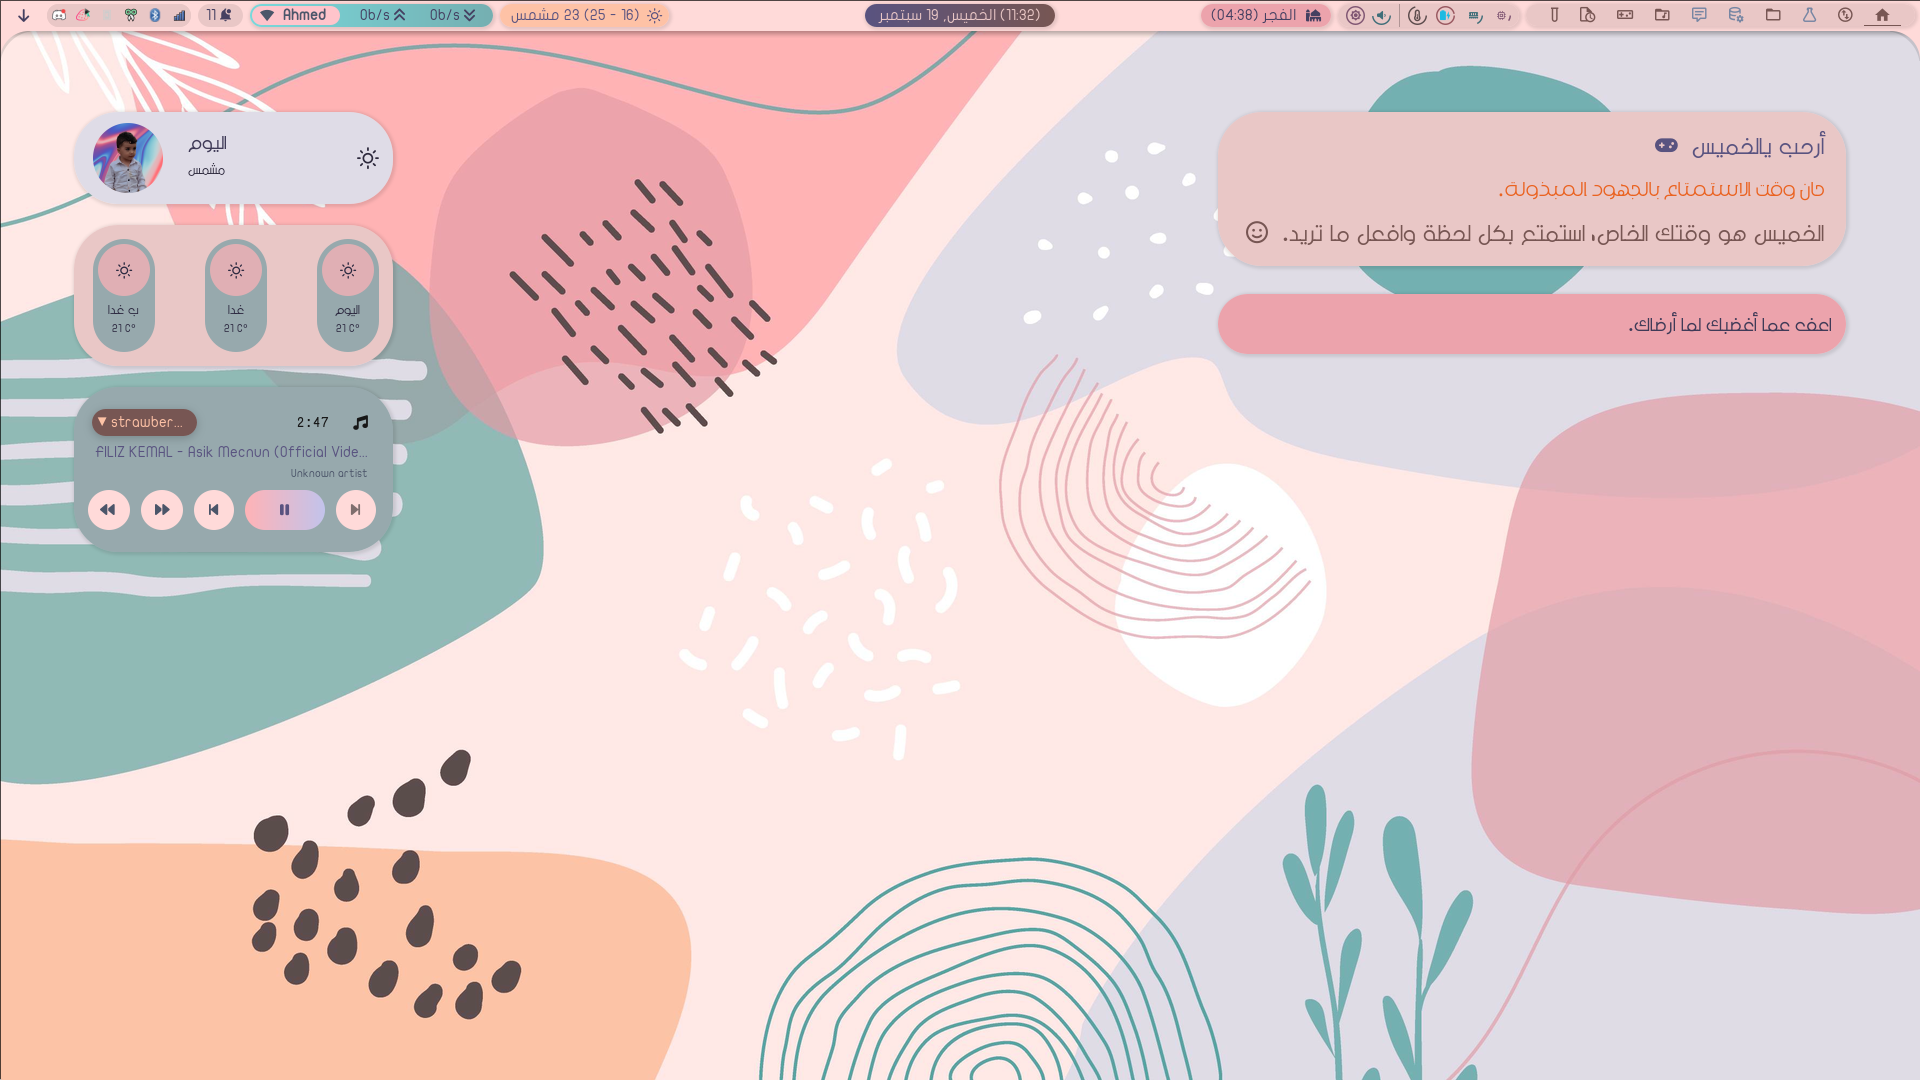 11
Ahmed
0b/s
0b/s
23 (25 - 16) مشمس
(11:32) الخميس, 19 سبتمبر
الفجر (04:38)
اليوم
مشمس
ب غدا
21 C°
غدا
21 C°
اليوم
21 C°
strawber...
2:47
FILIZ KEMAL - Asik Mecnun (Official Vide...
Unknown artist
أرحب يالخميس
حان وقت الاستمتاع بالجهود المبذولة.
الخميس هو وقتك الخاص، استمتع بكل لحظة وافعل ما تريد.
اعف عما أغضبك لما أرضاك.